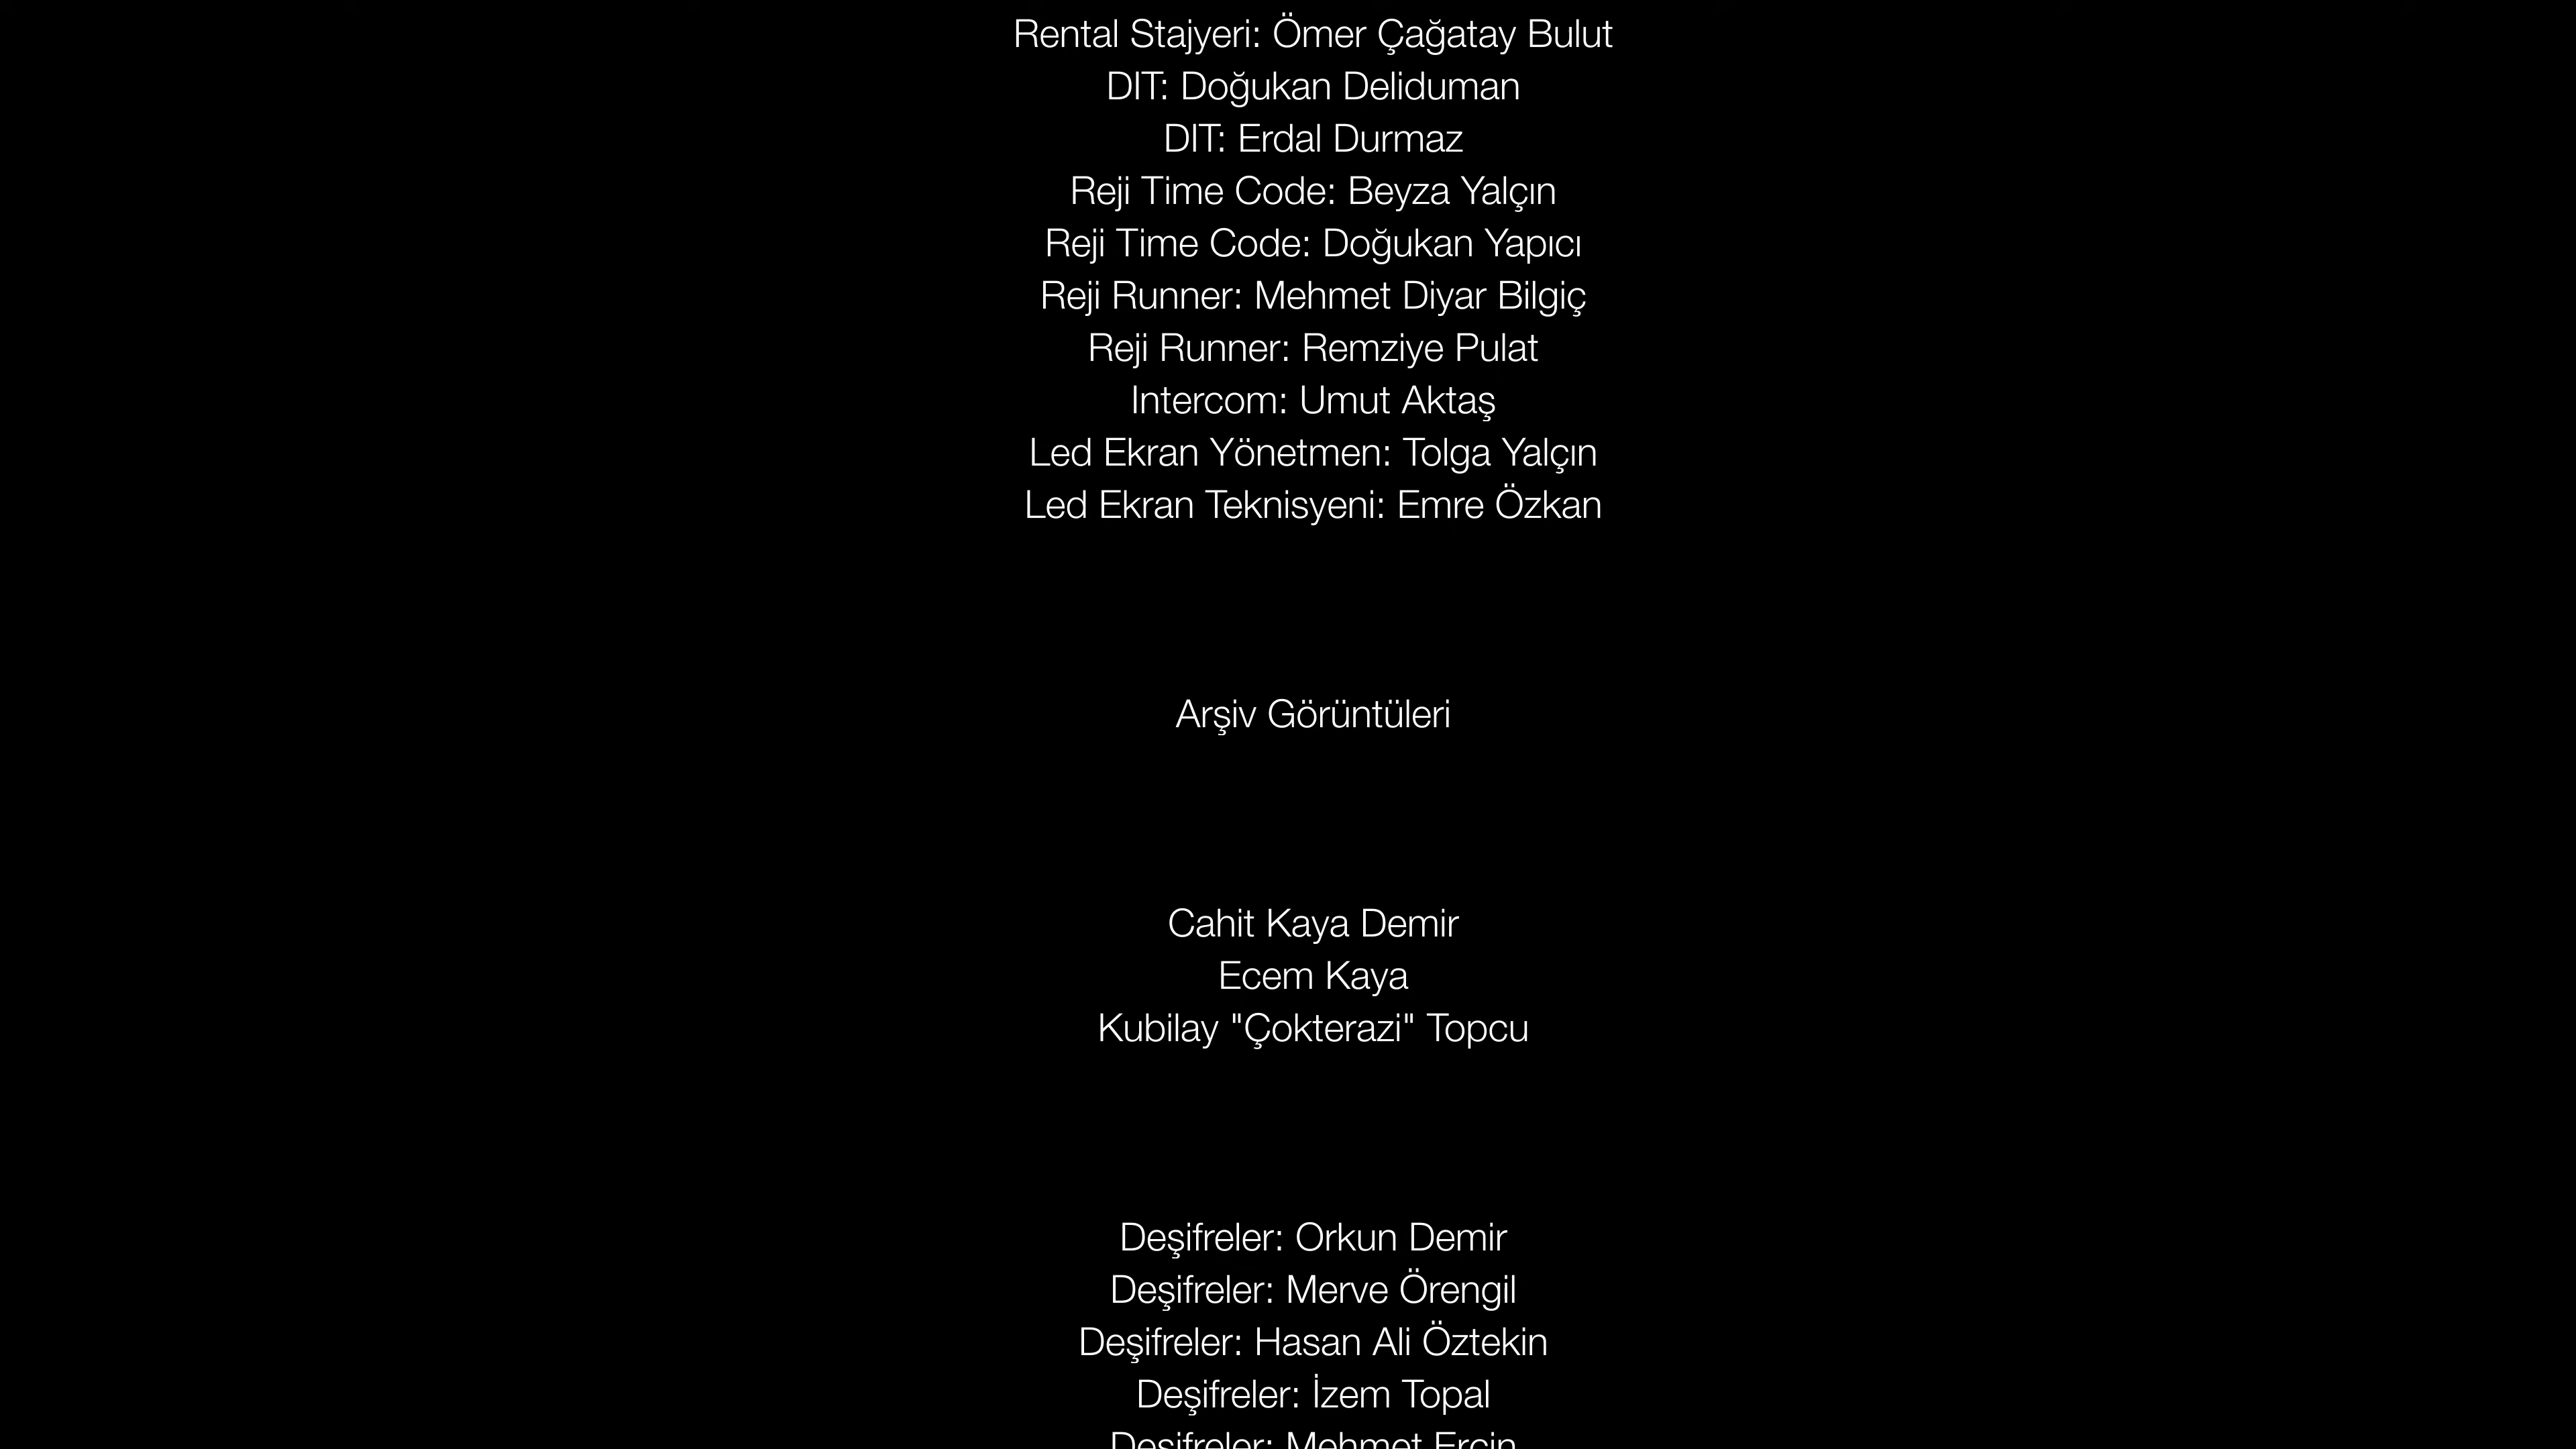 Rental Stajyeri: Ömer Çağatay Bulut
DIT: Doğukan Deliduman
DIT: Erdal Durmaz
Reji Time Code: Beyza Yalçın
Reji Time Code: Doğukan Yapıcı
Reji Runner: Mehmet Diyar Bilgiç
Reji Runner: Remziye Pulat
Intercom: Umut Aktaş
Led Ekran Yönetmen: Tolga Yalçın
Led Ekran Teknisyeni: Emre Özkan
Arşiv Görüntüleri
Cahit Kaya Demir
Ecem Kaya
Kubilay "Çokterazi" Topcu
Deşifreler: Orkun Demir
Deşifreler: Merve Örengil
Deşifreler: Hasan Ali Öztekin
Deşifreler: İzem Topal
Deşifreler: Mehmet